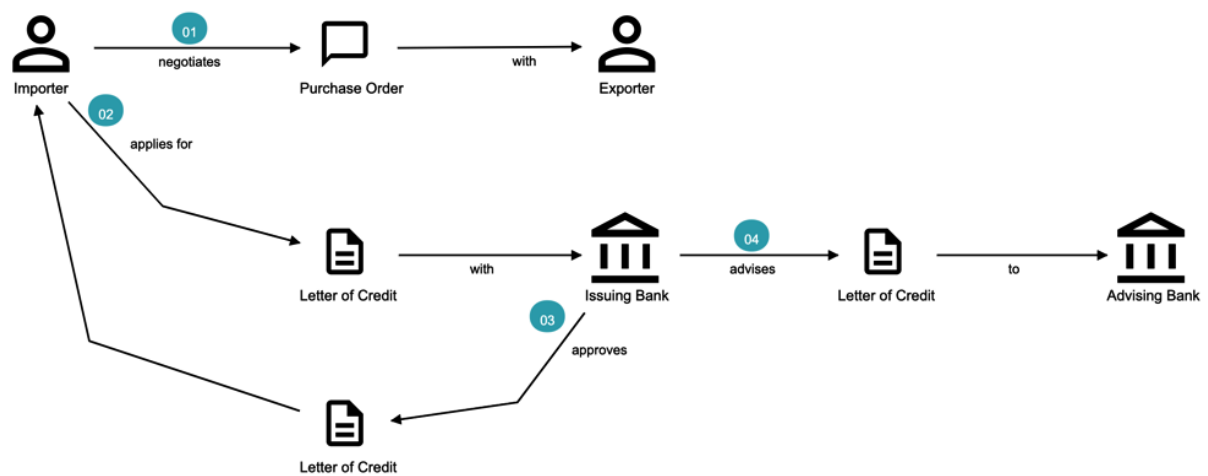 01
negotiates
with
Importer
Purchase Order
Exporter
02
applies for
04
with
advises
to
Letter of Credit
Issuing Bank
Letter of Credit
Advising Bank
03
approves
Letter of Credit